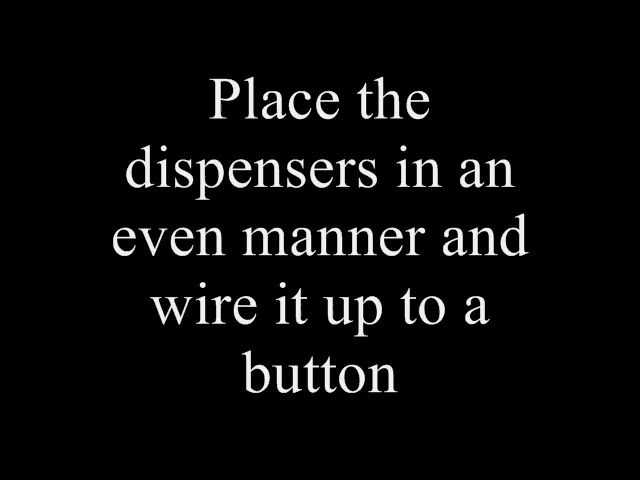 Place the
dispensers in an
even manner and
wire it up to a
button